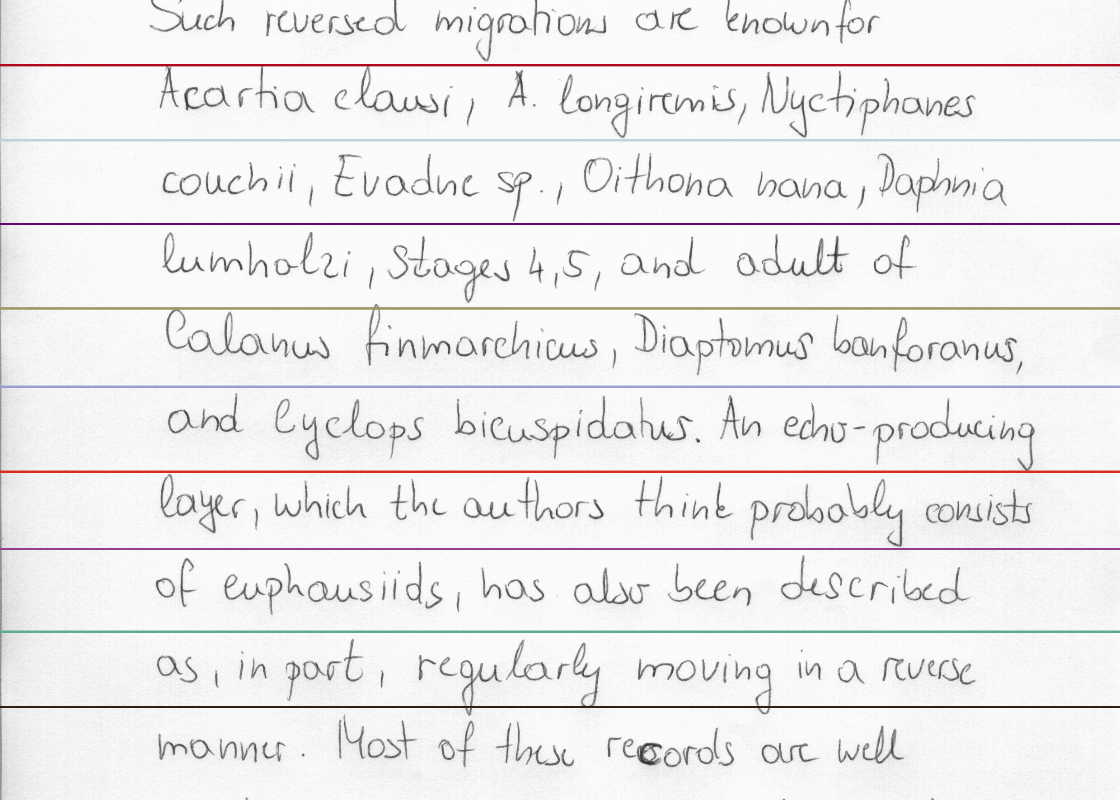 Such reversed migrations are known for
Acartia clausi, A. longiremis, Nyctiphanes
couchii, Evadne sp., Oithona nana, Daphnia
lumholzi, Stages 4,5, and adult of
Calanus finmarchicus, Diaptomus banforanus,
and Cyclops bicuspidatus. An echo-producing
layer, which the authors think probably consists
of euphausiids, has also been described
as, in part, regularly moving in a reverse
manner. Most of these records are well